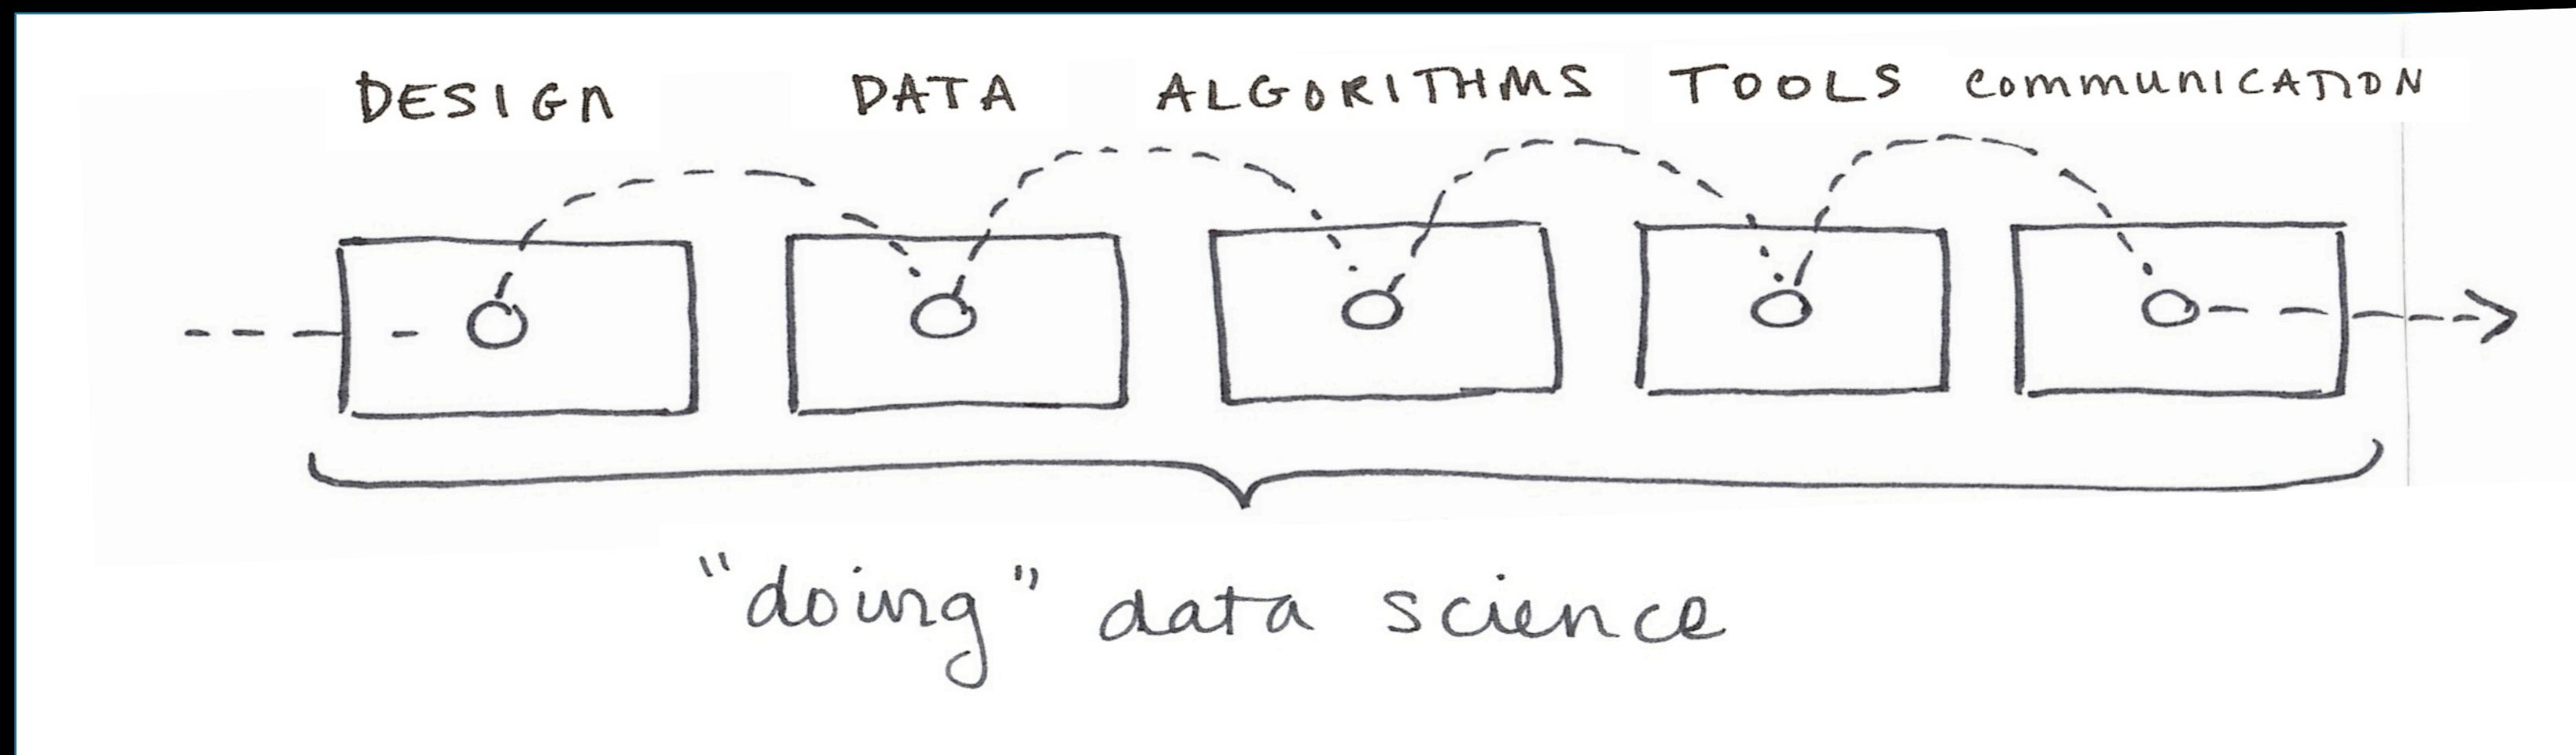 DESIGN DATA ALGORITHMS TOOLS COMMUNICATION
"doing" data science